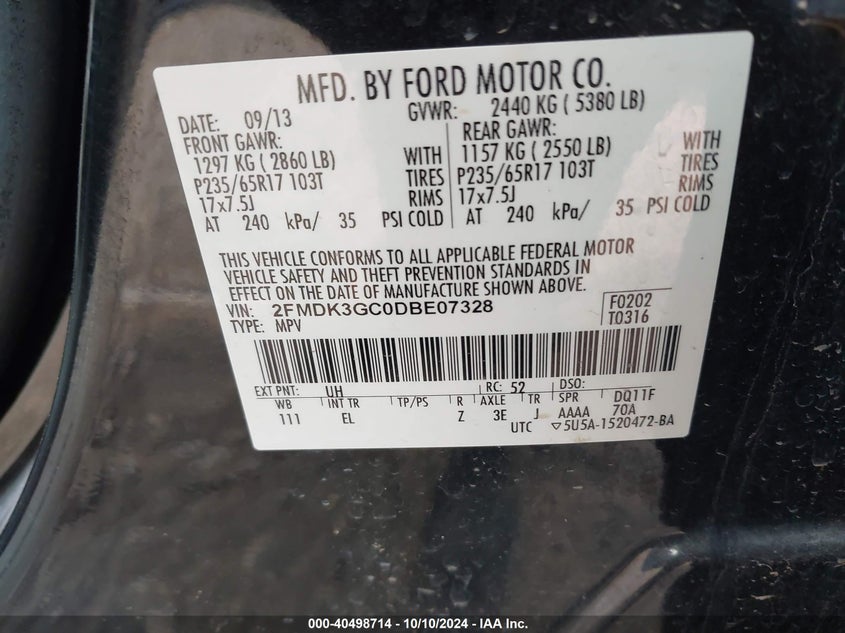 MFD. BY FORD MOTOR CO.
DATE: 09/13 GVWR: 2440 KG ( 5380 LB)
FRONT GAWR: REAR GAWR:
1297 KG ( 2860 LB) WITH 1157 KG ( 2550 LB) WITH
P235/65R17 103T TIRES P235/65R17 103T TIRES
17x7.5J RIMS 17x7.5J RIMS
AT 240 kPa/ 35 PSI COLD AT 240 kPa/ 35 PSI COLD
THIS VEHICLE CONFORMS TO ALL APPLICABLE FEDERAL MOTOR
VEHICLE SAFETY AND THEFT PREVENTION STANDARDS IN
EFFECT ON THE DATE OF MANUFACTURE SHOWN ABOVE.
VIN: 2FMDK3GC0DBE07328 F0202
TYPE: MPV T0316
EXT PNT: UH RC: 52 DSO:
WB INT TR TP/PS R AXLE TR SPR DQ11F
111 EL Z 3E J AAAA 70A
UTC ▽5U5A-1520472-BA
000-40498714 - 10/10/2024 - IAA Inc.